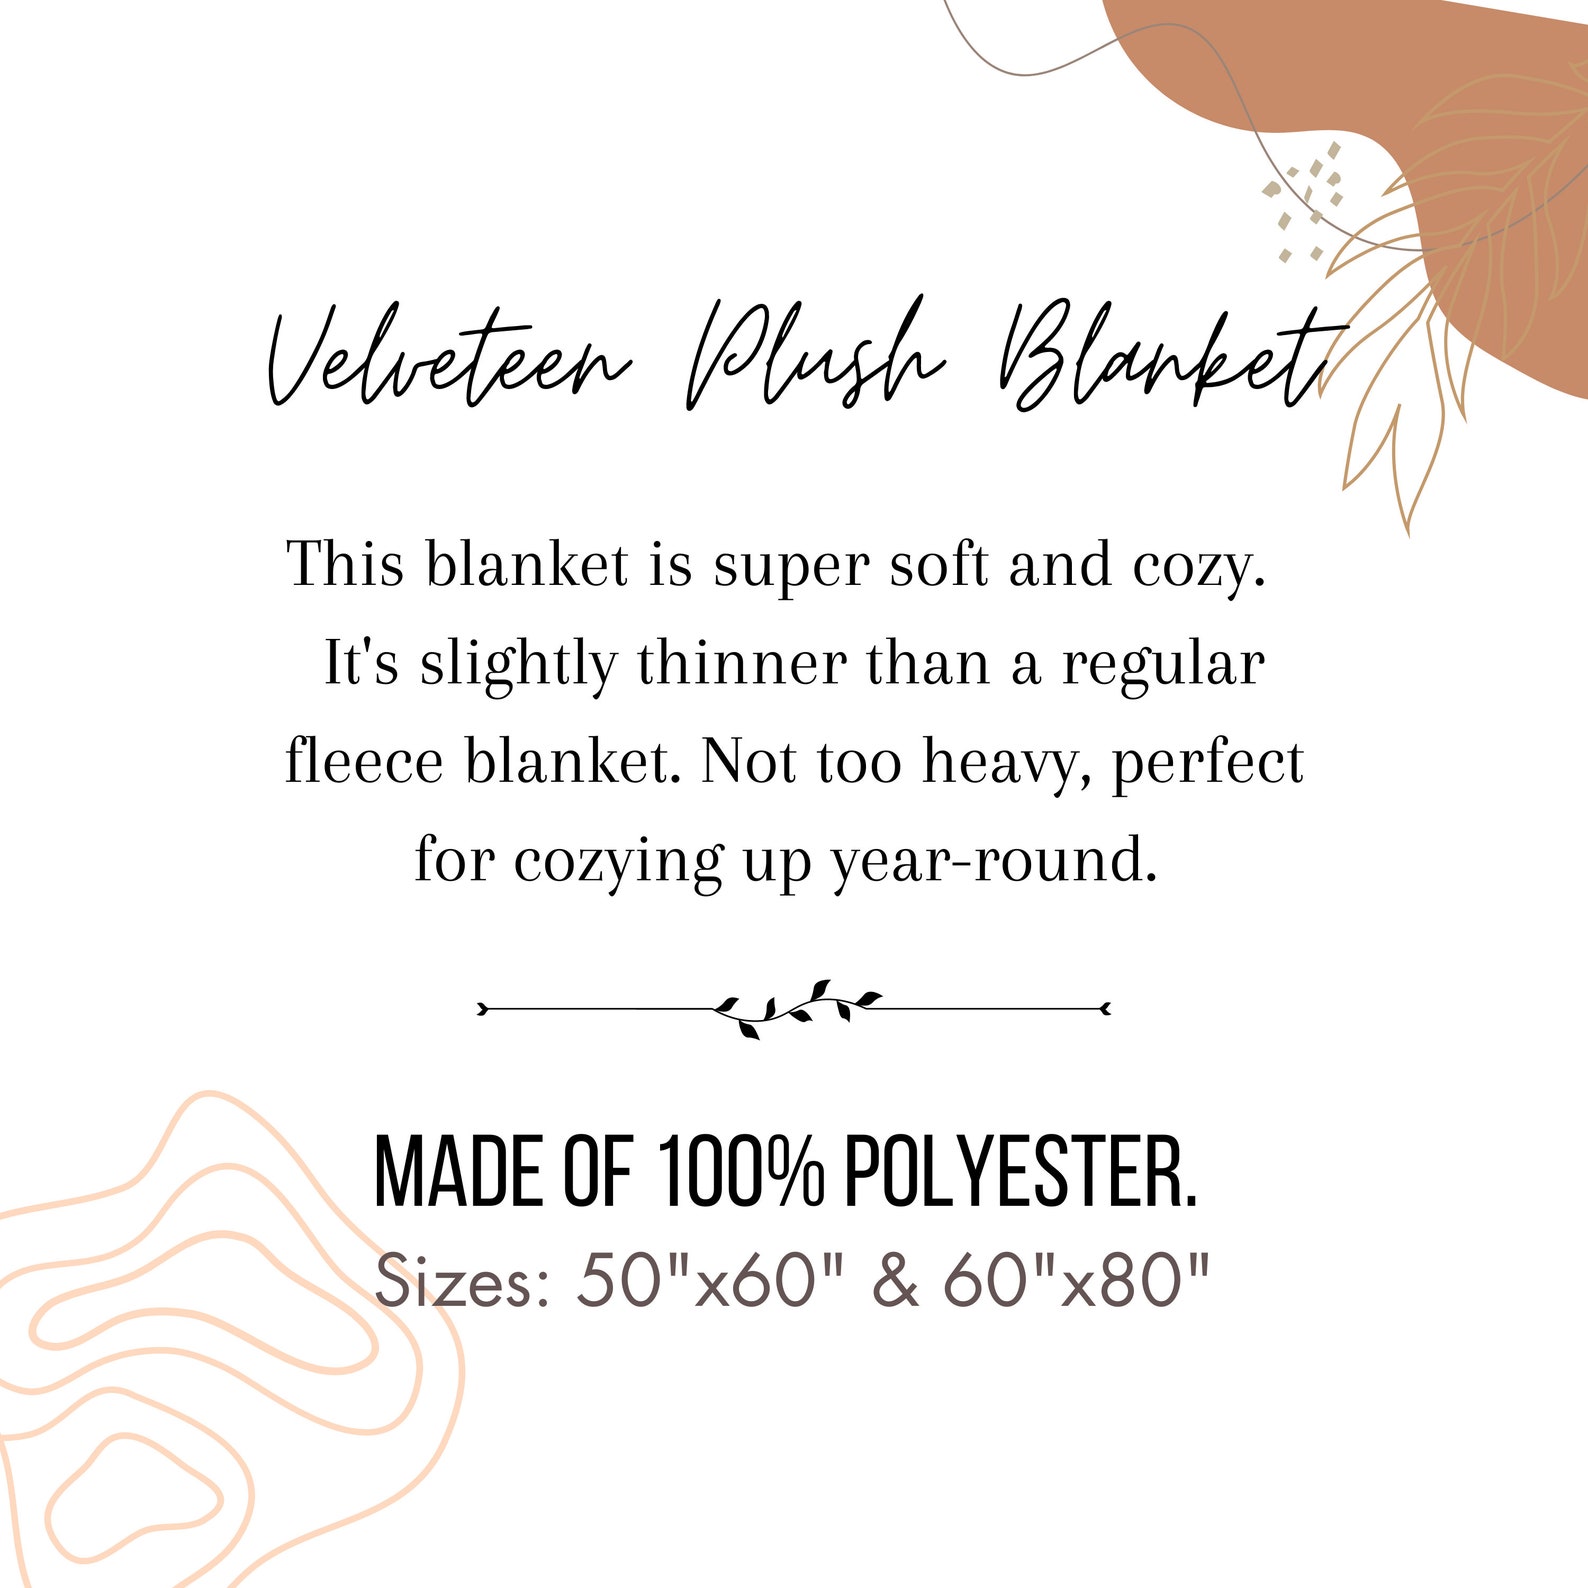 Velveteen Plush Blanket
This blanket is super soft and cozy.
It's slightly thinner than a regular
fleece blanket. Not too heavy, perfect
for cozying up year-round.
MADE OF 100% POLYESTER.
Sizes: 50"x60" & 60"x80"